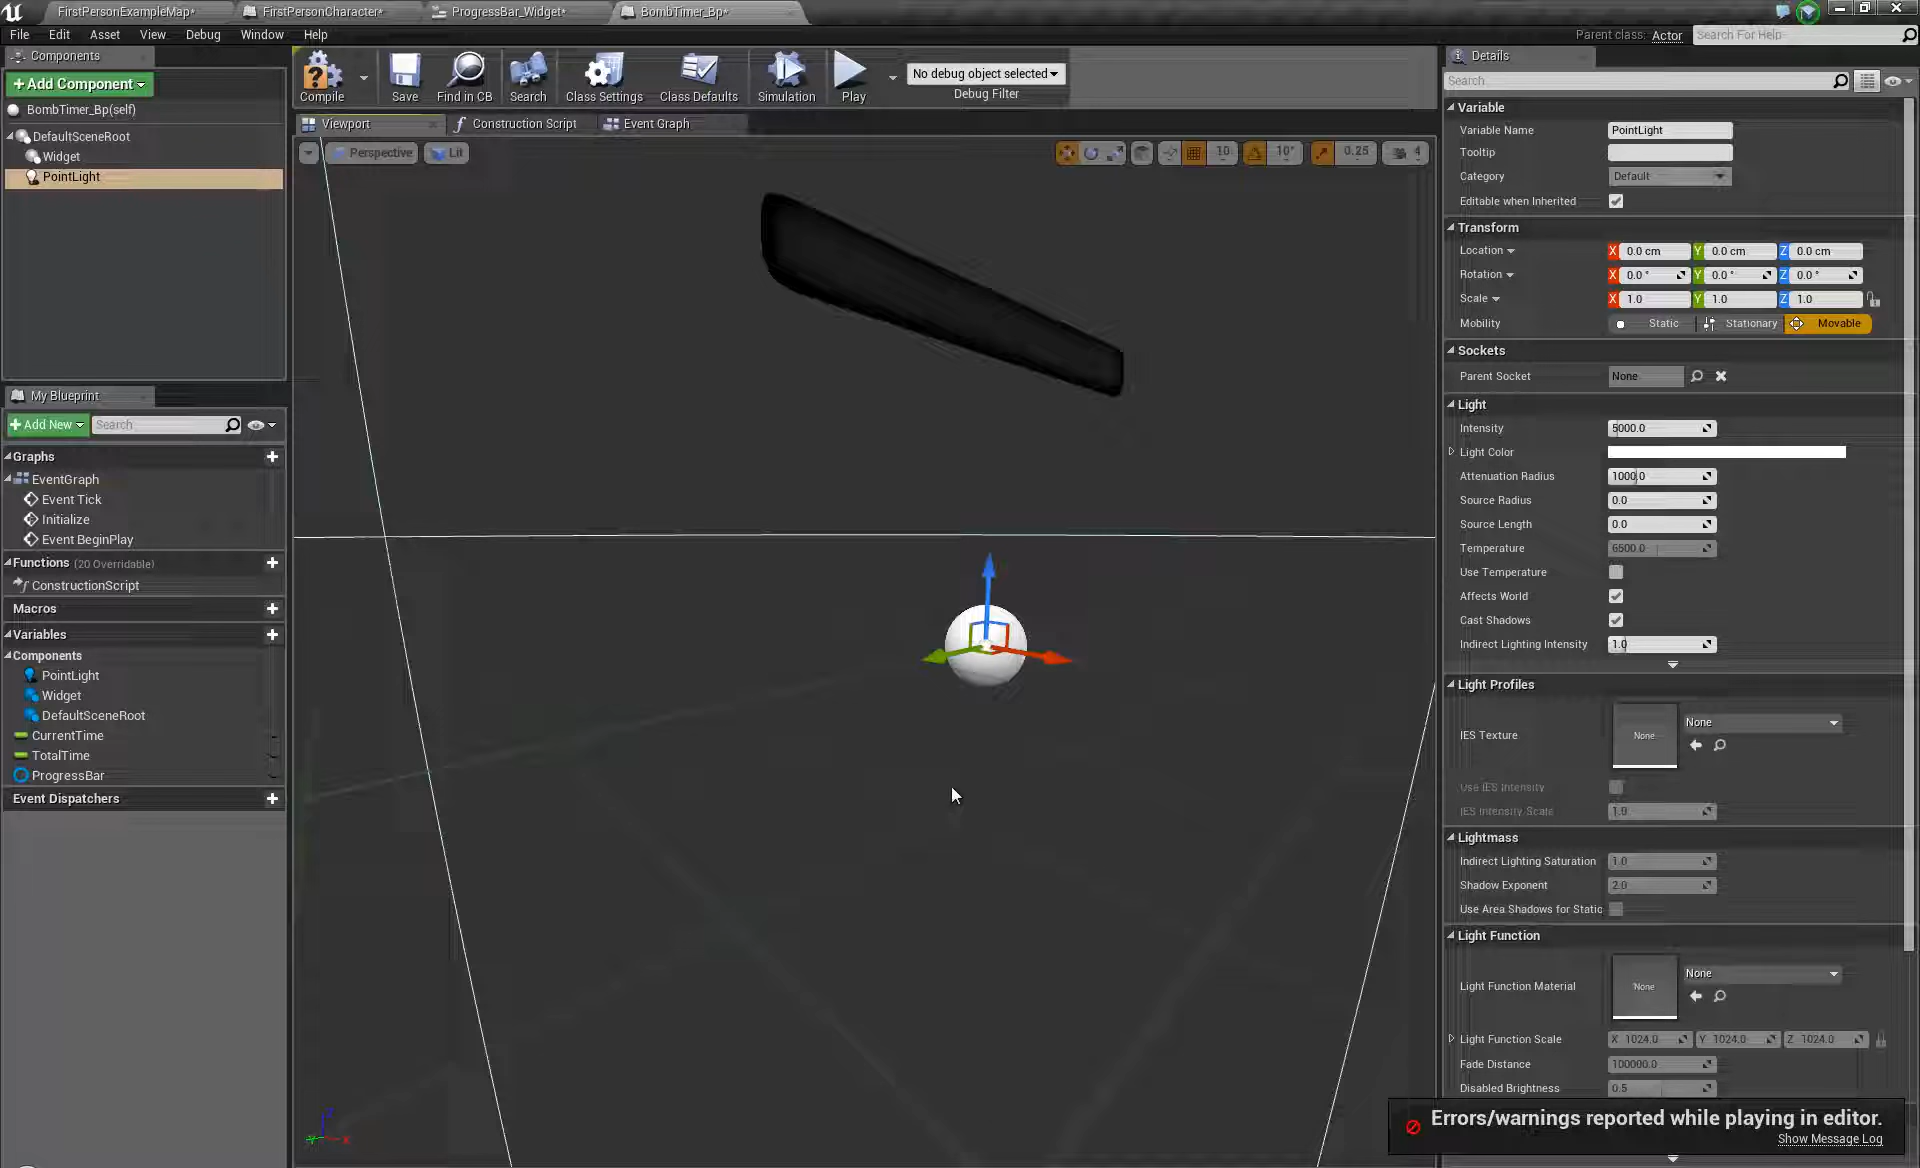 FirstPersonExampleMap*
FirstPersonCharacter*
ProgressBar_Widget*
BombTimer_Bp*
File Edit Asset View Debug Window Help
Parent class: Actor
Search For Help
Components
+ Add Component
BombTimer_Bp(self)
DefaultSceneRoot
Widget
PointLight
My Blueprint
+ Add New
Search
Graphs
EventGraph
Event Tick
Initialize
Event BeginPlay
Functions (20 Overridable)
ConstructionScript
Macros
Variables
Components
PointLight
Widget
DefaultSceneRoot
CurrentTime
TotalTime
ProgressBar
Event Dispatchers
Compile
Save
Find in CB
Search
Class Settings
Class Defaults
Simulation
Play
No debug object selected
Debug Filter
Viewport
Construction Script
Event Graph
Perspective
Lit
10
10°
0.25
4
Z
Details
Search
Variable
Variable Name PointLight
Tooltip
Category Default
Editable when Inherited
Transform
Location X 0.0 cm Y 0.0 cm Z 0.0 cm
Rotation X 0.0 ° Y 0.0 ° Z 0.0 °
Scale X 1.0 Y 1.0 Z 1.0
Mobility Static Stationary Movable
Sockets
Parent Socket None
Light
Intensity 5000.0
Light Color
Attenuation Radius 1000.0
Source Radius 0.0
Source Length 0.0
Temperature 6500.0
Use Temperature
Affects World
Cast Shadows
Indirect Lighting Intensity 1.0
Light Profiles
IES Texture None None
Use IES Intensity
IES Intensity Scale 1.0
Lightmass
Indirect Lighting Saturation 1.0
Shadow Exponent 2.0
Use Area Shadows for Static
Light Function
Light Function Material None None
Light Function Scale X 1024.0 Y 1024.0 Z 1024.0
Fade Distance 100000.0
Disabled Brightness 0.5
Errors/warnings reported while playing in editor.
Show Message Log